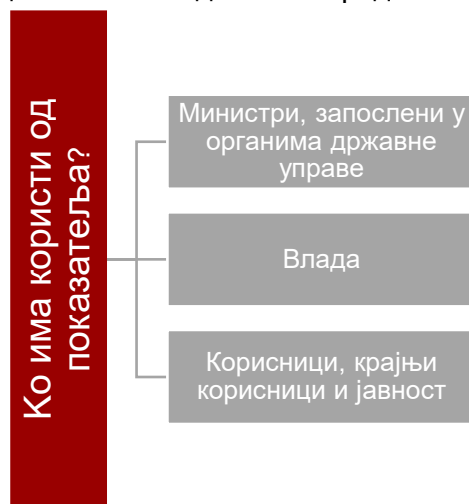 Ко има користи од
показатеља?
Министри, запослени у
органима државне
управе
Влада
Корисници, крајњи
корисници и јавност